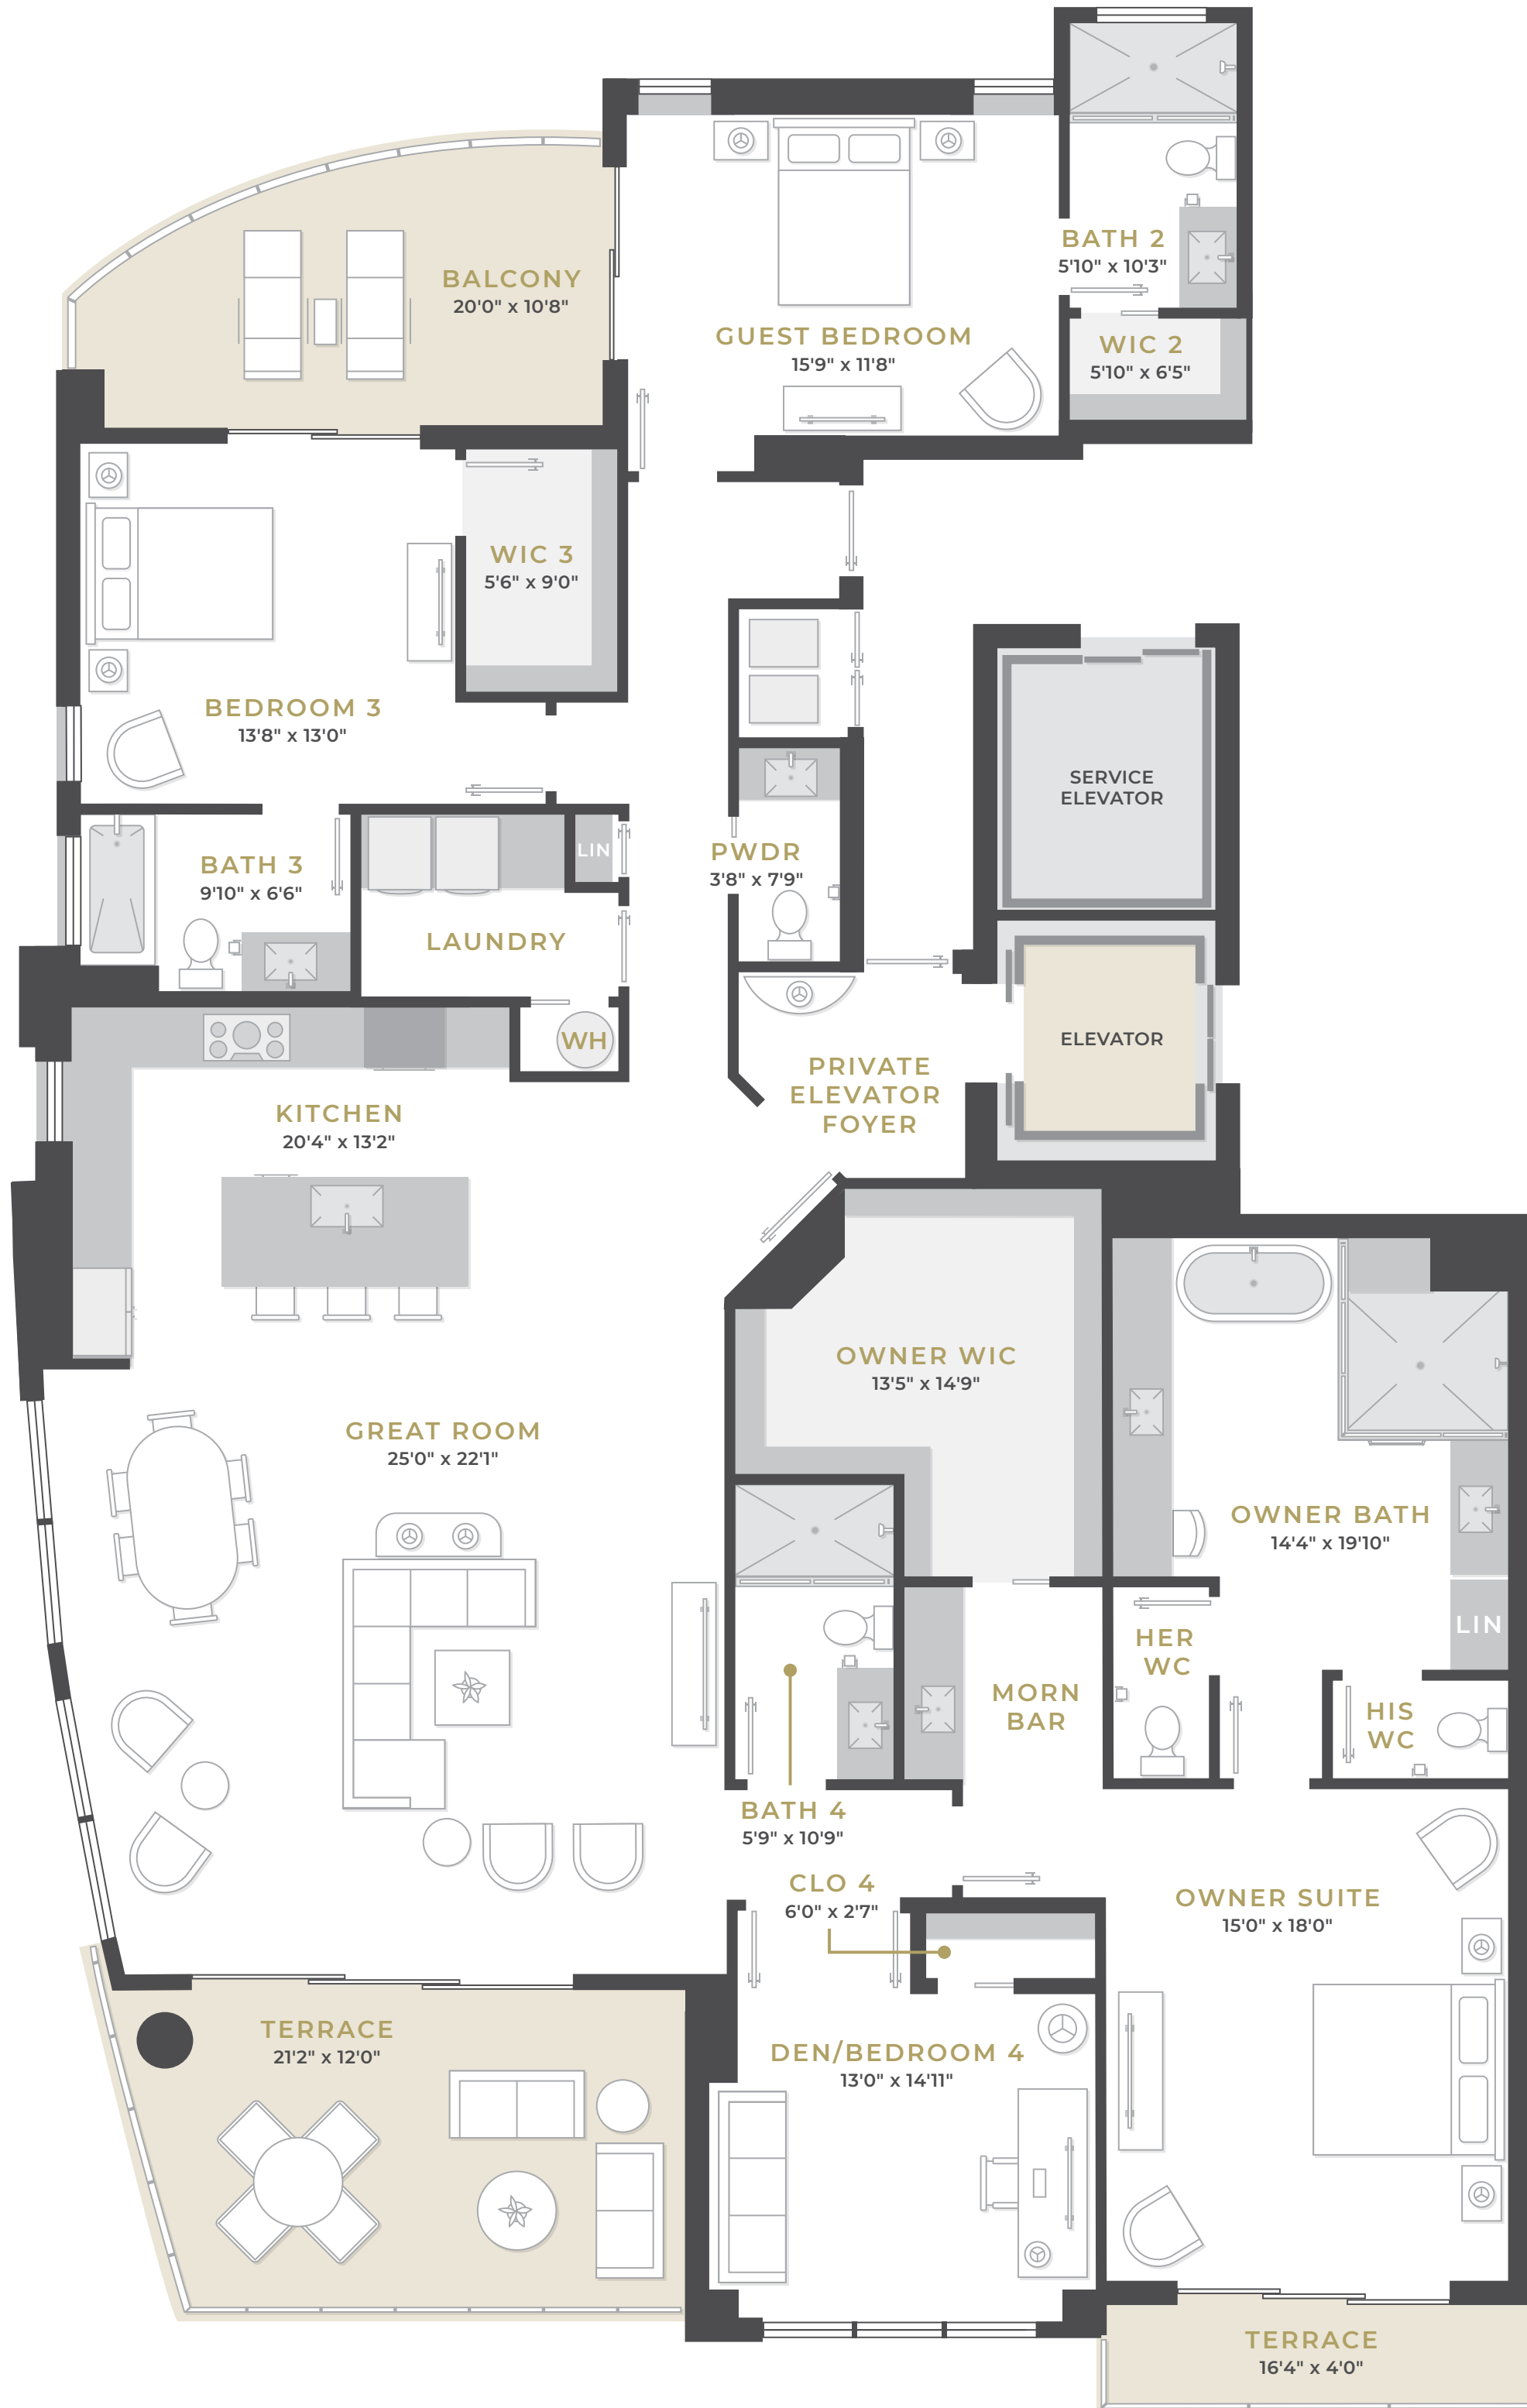 BALCONY
20'0" x 10'8"
BATH 2
5'10" x 10'3"
GUEST BEDROOM
15'9" x 11'8"
WIC 2
5'10" x 6'5"
WIC 3
5'6" x 9'0"
BEDROOM 3
13'8" x 13'0"
SERVICE
ELEVATOR
BATH 3
9'10" x 6'6"
LIN
PWDR
3'8" x 7'9"
LAUNDRY
WH
ELEVATOR
PRIVATE
ELEVATOR
FOYER
KITCHEN
20'4" x 13'2"
OWNER WIC
13'5" x 14'9"
GREAT ROOM
25'0" x 22'1"
OWNER BATH
14'4" x 19'10"
LIN
HER
WC
MORN
BAR
HIS
WC
BATH 4
5'9" x 10'9"
CLO 4
6'0" x 2'7"
OWNER SUITE
15'0" x 18'0"
TERRACE
21'2" x 12'0"
DEN/BEDROOM 4
13'0" x 14'11"
TERRACE
16'4" x 4'0"